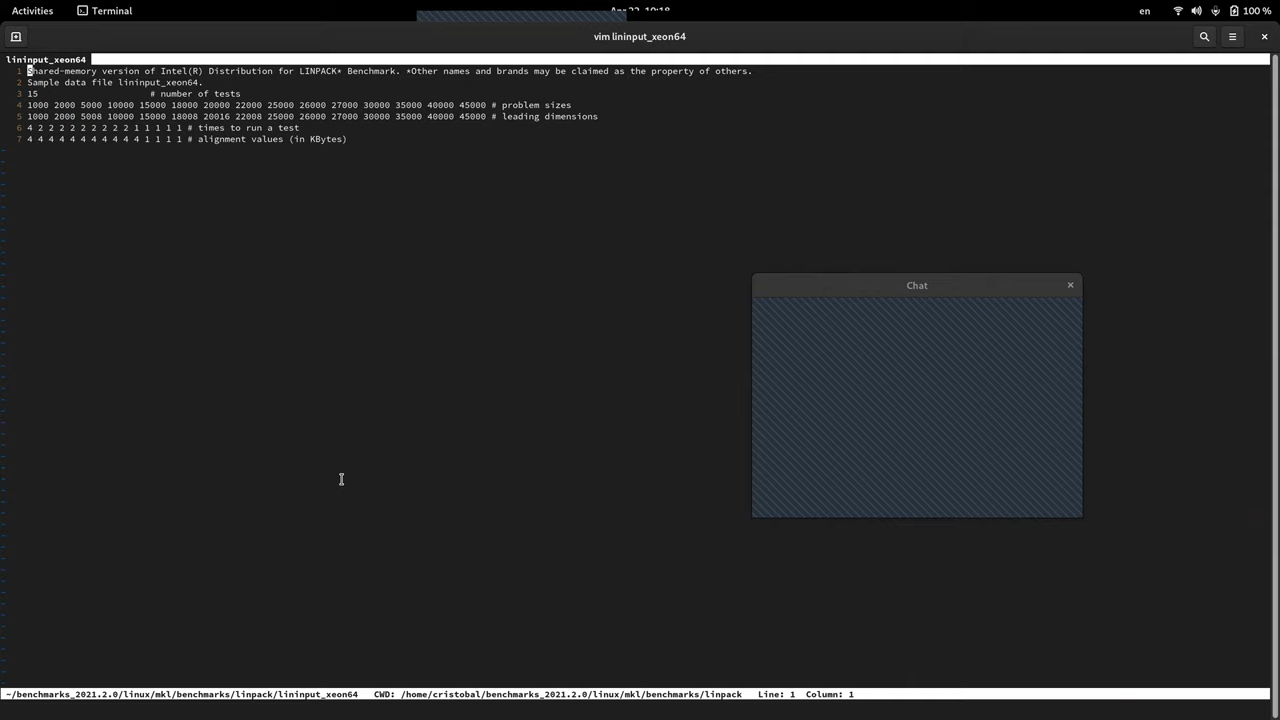 Activities Terminal en 100 %
vim lininput_xeon64
lininput_xeon64
1 Shared-memory version of Intel(R) Distribution for LINPACK* Benchmark. *Other names and brands may be claimed as the property of others.
2 Sample data file lininput_xeon64.
3 15 # number of tests
4 1000 2000 5000 10000 15000 18000 20000 22000 25000 26000 27000 30000 35000 40000 45000 # problem sizes
5 1000 2000 5008 10000 15000 18008 20016 22008 25000 26000 27000 30000 35000 40000 45000 # leading dimensions
6 4 2 2 2 2 2 2 2 2 2 1 1 1 1 1 # times to run a test
7 4 4 4 4 4 4 4 4 4 4 4 1 1 1 1 # alignment values (in KBytes)
Chat
~/benchmarks_2021.2.0/linux/mkl/benchmarks/linpack/lininput_xeon64 CWD: /home/cristobal/benchmarks_2021.2.0/linux/mkl/benchmarks/linpack Line: 1 Column: 1